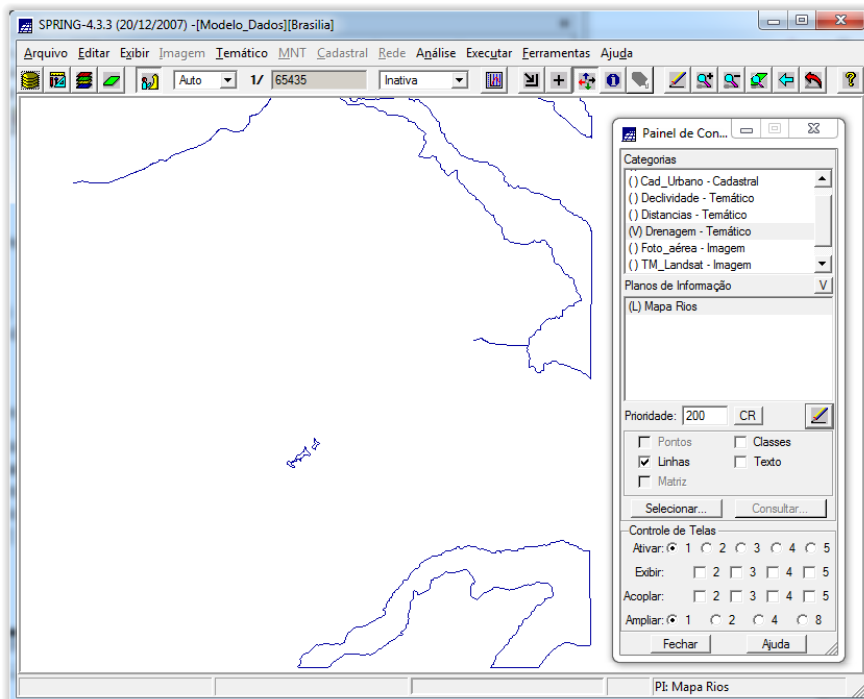 SPRING-4.3.3 (20/12/2007) -[Modelo_Dados][Brasilia]
Arquivo Editar Exibir Imagem Temático MNT Cadastral Rede Análise Executar Ferramentas Ajuda
Auto 1/ 65435 Inativa
Painel de Con...
Categorias
( ) Cad_Urbano - Cadastral
( ) Declividade - Temático
( ) Distancias - Temático
(V) Drenagem - Temático
( ) Foto_aérea - Imagem
( ) TM_Landsat - Imagem
Planos de Informação V
(L) Mapa Rios
Prioridade: 200 CR
Pontos Classes
Linhas Texto
Matriz
Selecionar... Consultar...
Controle de Telas
Ativar: 1 2 3 4 5
Exibir: 2 3 4 5
Acoplar: 2 3 4 5
Ampliar: 1 2 4 8
Fechar Ajuda
PI: Mapa Rios